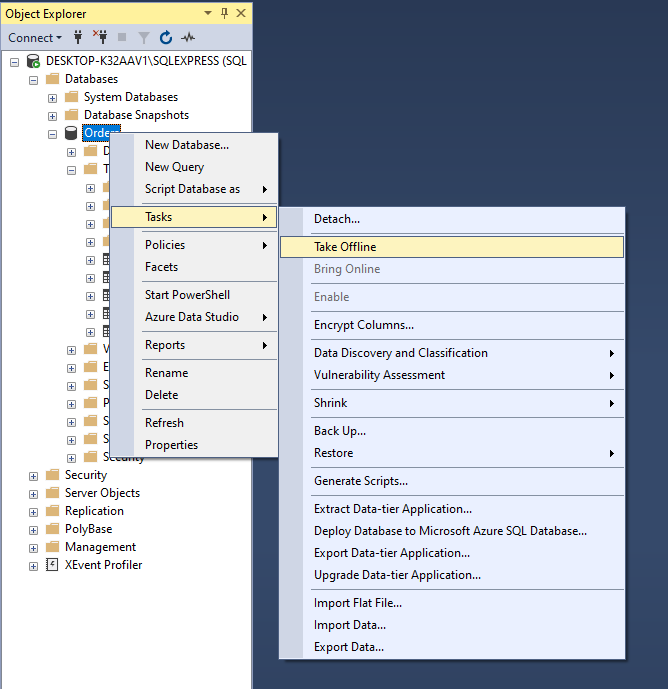 Object Explorer
Connect
DESKTOP-K32AAV1\SQLEXPRESS (SQL
Databases
System Databases
Database Snapshots
Orders
New Database...
New Query
Script Database as
Tasks
Policies
Facets
Start PowerShell
Azure Data Studio
Reports
Rename
Delete
Refresh
Properties
Detach...
Take Offline
Bring Online
Enable
Encrypt Columns...
Data Discovery and Classification
Vulnerability Assessment
Shrink
Back Up...
Restore
Generate Scripts...
Extract Data-tier Application...
Deploy Database to Microsoft Azure SQL Database...
Export Data-tier Application...
Upgrade Data-tier Application...
Import Flat File...
Import Data...
Export Data...
D
T
V
E
S
P
S
S
Security
Security
Server Objects
Replication
PolyBase
Management
XEvent Profiler